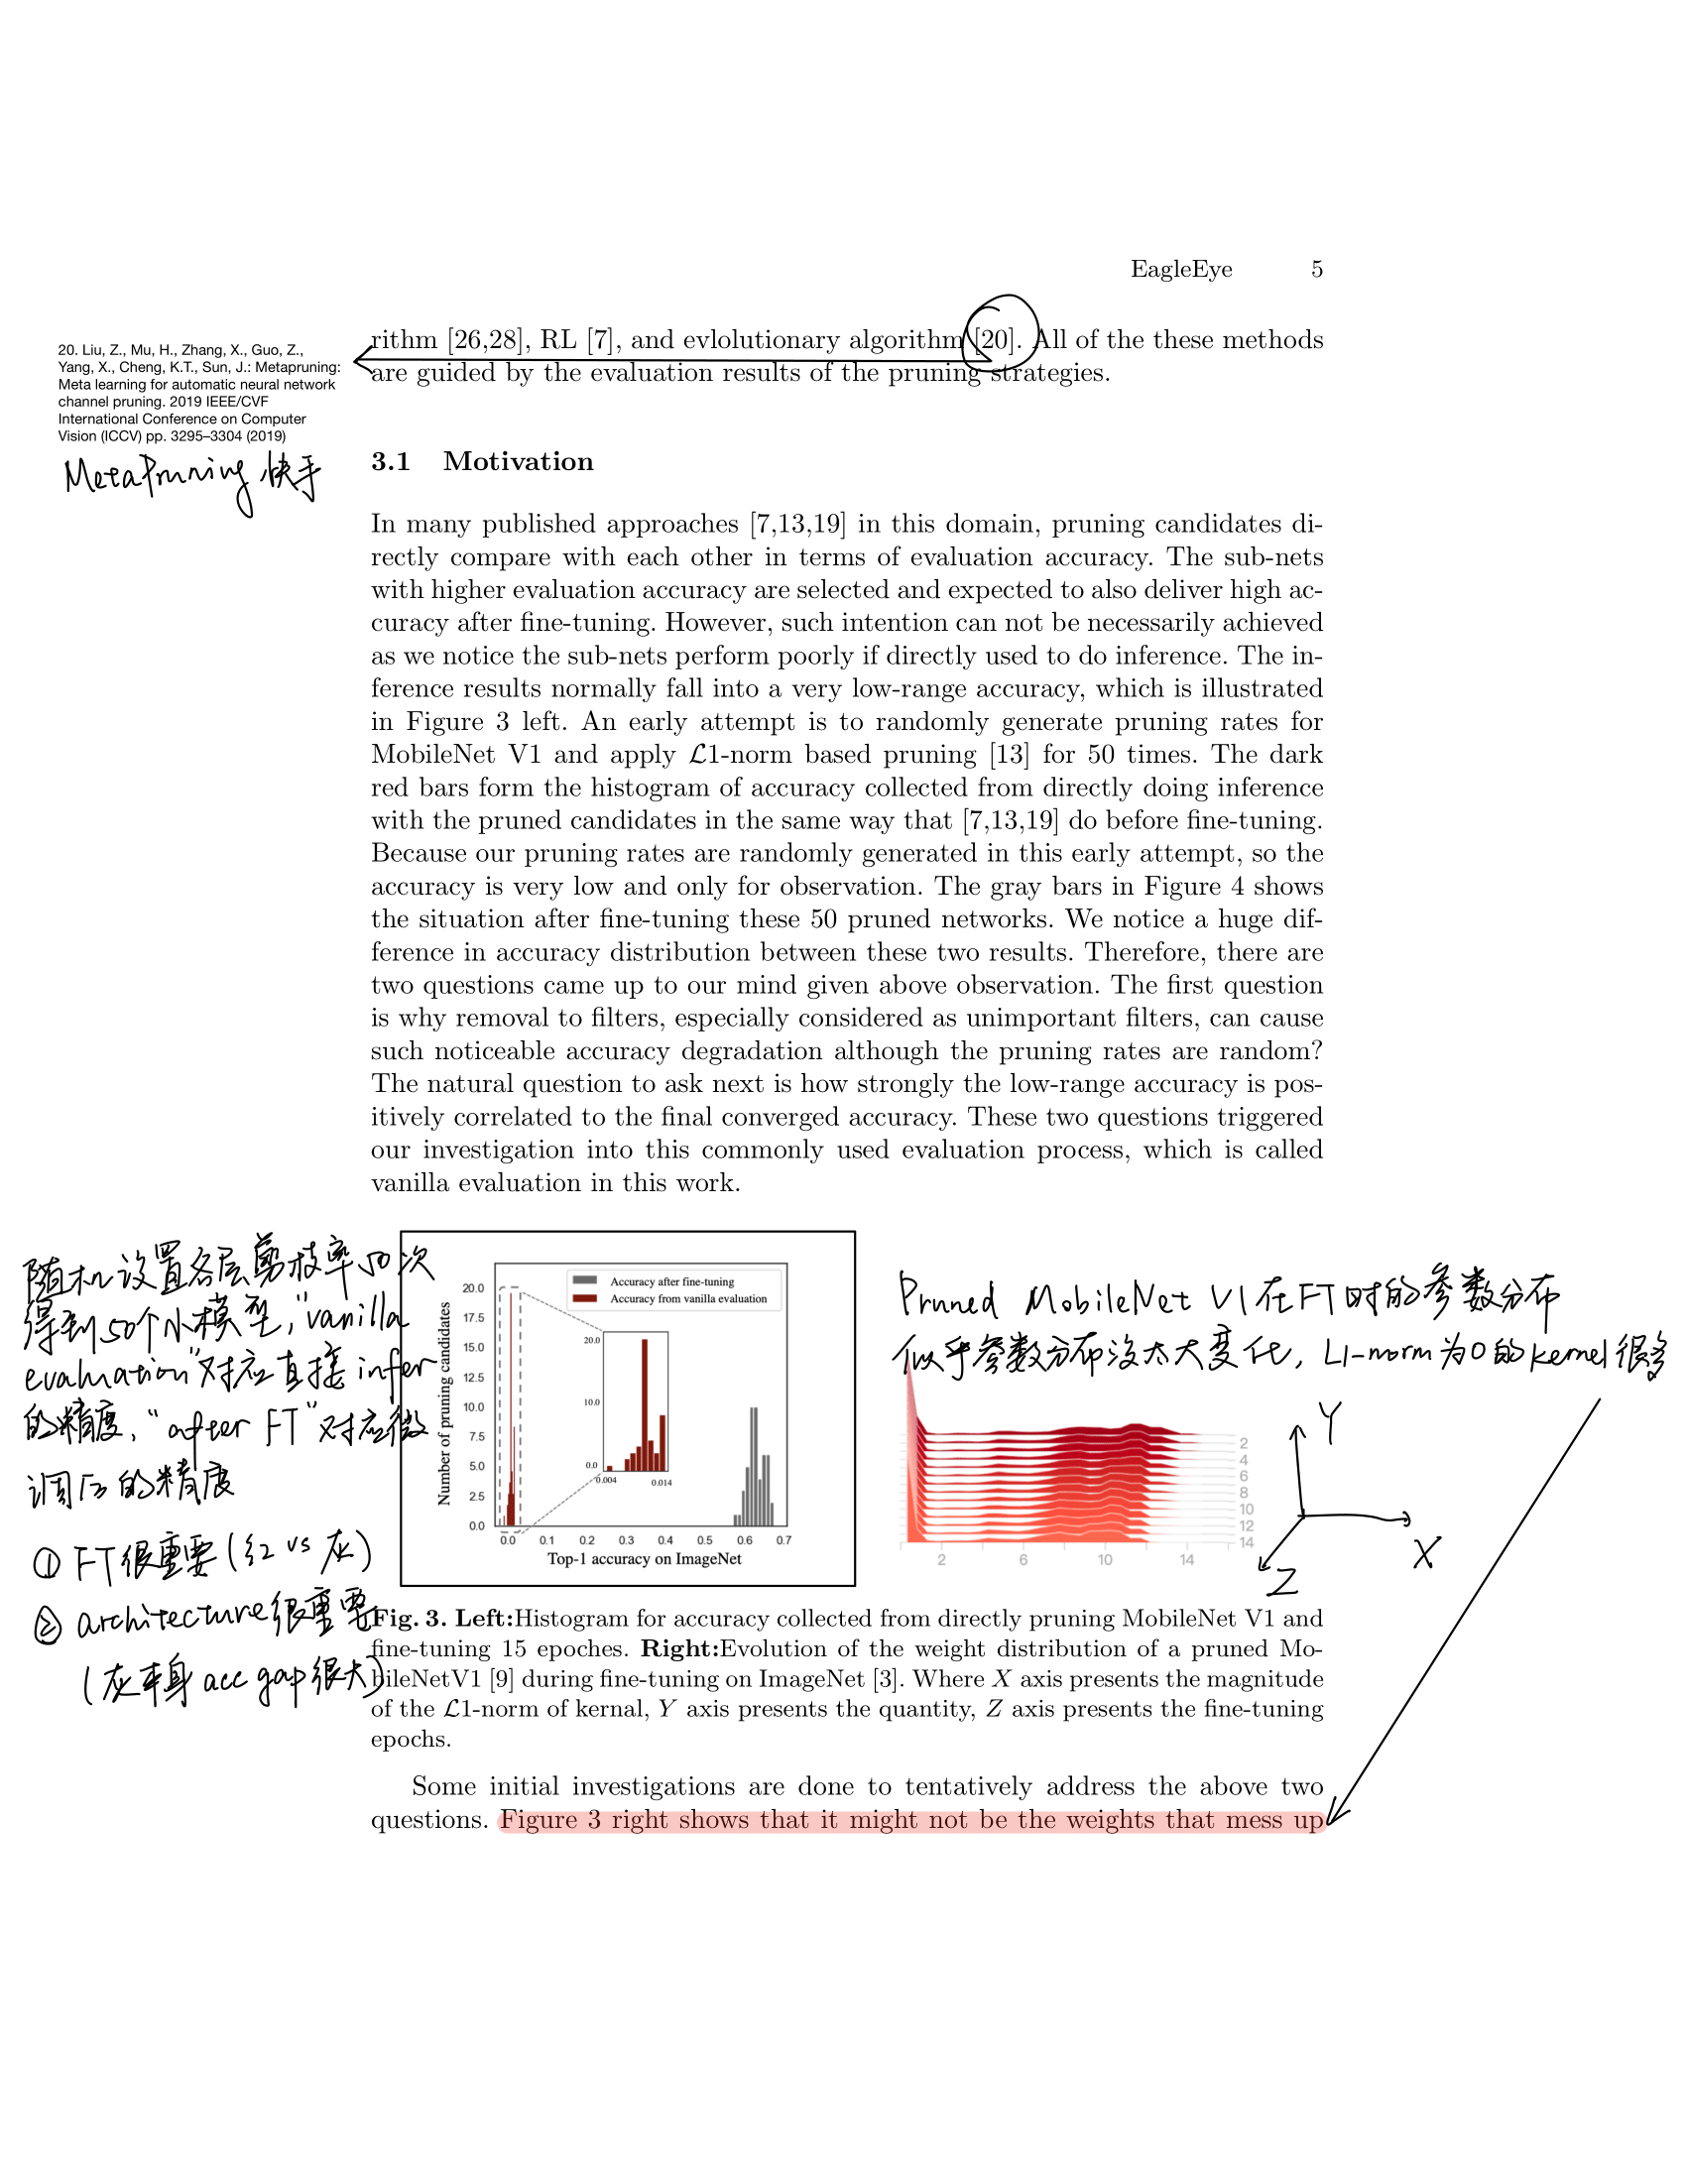 EagleEye 5
rithm [26,28], RL [7], and evlolutionary algorithm [20]. All of the these methods
are guided by the evaluation results of the pruning strategies.
20. Liu, Z., Mu, H., Zhang, X., Guo, Z.,
Yang, X., Cheng, K.T., Sun, J.: Metapruning:
Meta learning for automatic neural network
channel pruning. 2019 IEEE/CVF
International Conference on Computer
Vision (ICCV) pp. 3295–3304 (2019)
MetaPruning 快手
3.1 Motivation
In many published approaches [7,13,19] in this domain, pruning candidates di-
rectly compare with each other in terms of evaluation accuracy. The sub-nets
with higher evaluation accuracy are selected and expected to also deliver high ac-
curacy after fine-tuning. However, such intention can not be necessarily achieved
as we notice the sub-nets perform poorly if directly used to do inference. The in-
ference results normally fall into a very low-range accuracy, which is illustrated
in Figure 3 left. An early attempt is to randomly generate pruning rates for
MobileNet V1 and apply ℒ1-norm based pruning [13] for 50 times. The dark
red bars form the histogram of accuracy collected from directly doing inference
with the pruned candidates in the same way that [7,13,19] do before fine-tuning.
Because our pruning rates are randomly generated in this early attempt, so the
accuracy is very low and only for observation. The gray bars in Figure 4 shows
the situation after fine-tuning these 50 pruned networks. We notice a huge dif-
ference in accuracy distribution between these two results. Therefore, there are
two questions came up to our mind given above observation. The first question
is why removal to filters, especially considered as unimportant filters, can cause
such noticeable accuracy degradation although the pruning rates are random?
The natural question to ask next is how strongly the low-range accuracy is pos-
itively correlated to the final converged accuracy. These two questions triggered
our investigation into this commonly used evaluation process, which is called
vanilla evaluation in this work.
随机设置各层剪枝率50次
得到50个小模型,"vanilla
evaluation"对应直接infer
的精度,"after FT"对应微
调后的精度
① FT很重要(红 vs 灰)
② architecture很重要
(灰本身 acc gap很大)
Number of pruning candidates
20.0
17.5
15.0
12.5
10.0
7.5
5.0
2.5
0.0
Accuracy after fine-tuning
Accuracy from vanilla evaluation
20.0
10.0
0.0
0.004 0.014
0.0 0.1 0.2 0.3 0.4 0.5 0.6 0.7
Top-1 accuracy on ImageNet
Pruned MobileNet V1在FT时的参数分布
似乎参数分布没太大变化, L1-norm为0的kernel很多
2
4
6
8
10
12
14
2 6 10 14
Y
X
Z
Fig. 3. Left:Histogram for accuracy collected from directly pruning MobileNet V1 and
fine-tuning 15 epoches. Right:Evolution of the weight distribution of a pruned Mo-
bileNetV1 [9] during fine-tuning on ImageNet [3]. Where X axis presents the magnitude
of the ℒ1-norm of kernal, Y axis presents the quantity, Z axis presents the fine-tuning
epochs.
Some initial investigations are done to tentatively address the above two
questions. Figure 3 right shows that it might not be the weights that mess up